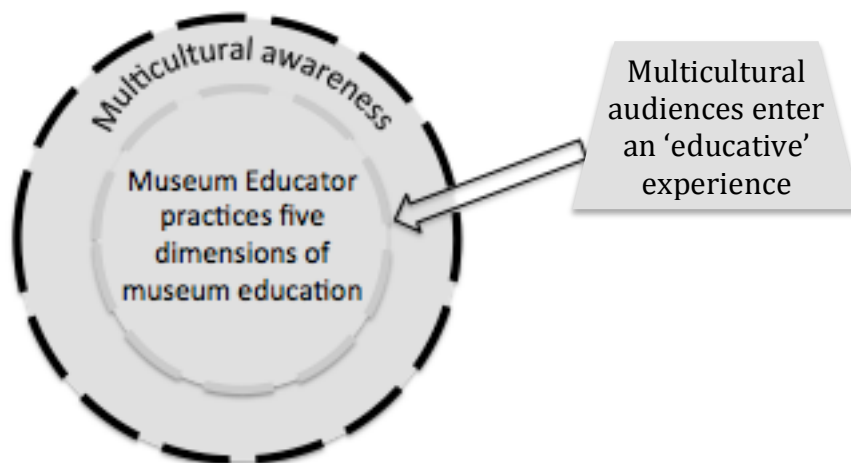 Multicultural awareness
Museum Educator
practices five
dimensions of
museum education
Multicultural
audiences enter
an ‘educative’
experience